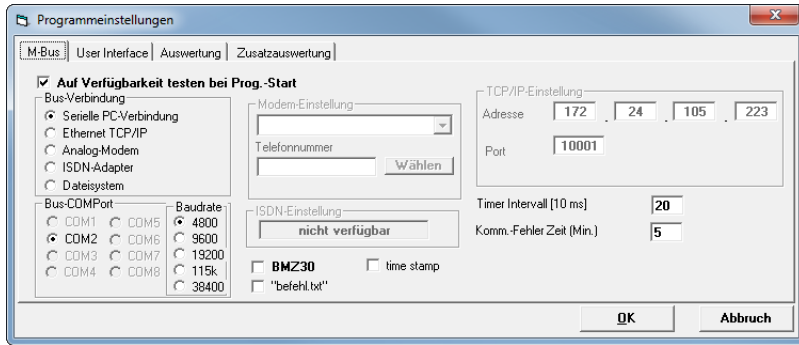 Programmeinstellungen
M-Bus User Interface Auswertung Zusatzauswertung
Auf Verfügbarkeit testen bei Prog.-Start
Bus-Verbindung
Serielle PC-Verbindung
Ethernet TCP/IP
Analog-Modem
ISDN-Adapter
Dateisystem
Bus-COMPort
COM1 COM5
COM2 COM6
COM3 COM7
COM4 COM8
Baudrate
4800
9600
19200
115k
38400
Modem-Einstellung
Telefonnummer
Wählen
ISDN-Einstellung
nicht verfügbar
BMZ30 time stamp
"befehl.txt"
TCP/IP-Einstellung
Adresse 172 . 24 . 105 . 223
Port 10001
Timer Intervall [10 ms] 20
Komm.-Fehler Zeit (Min.) 5
OK Abbruch